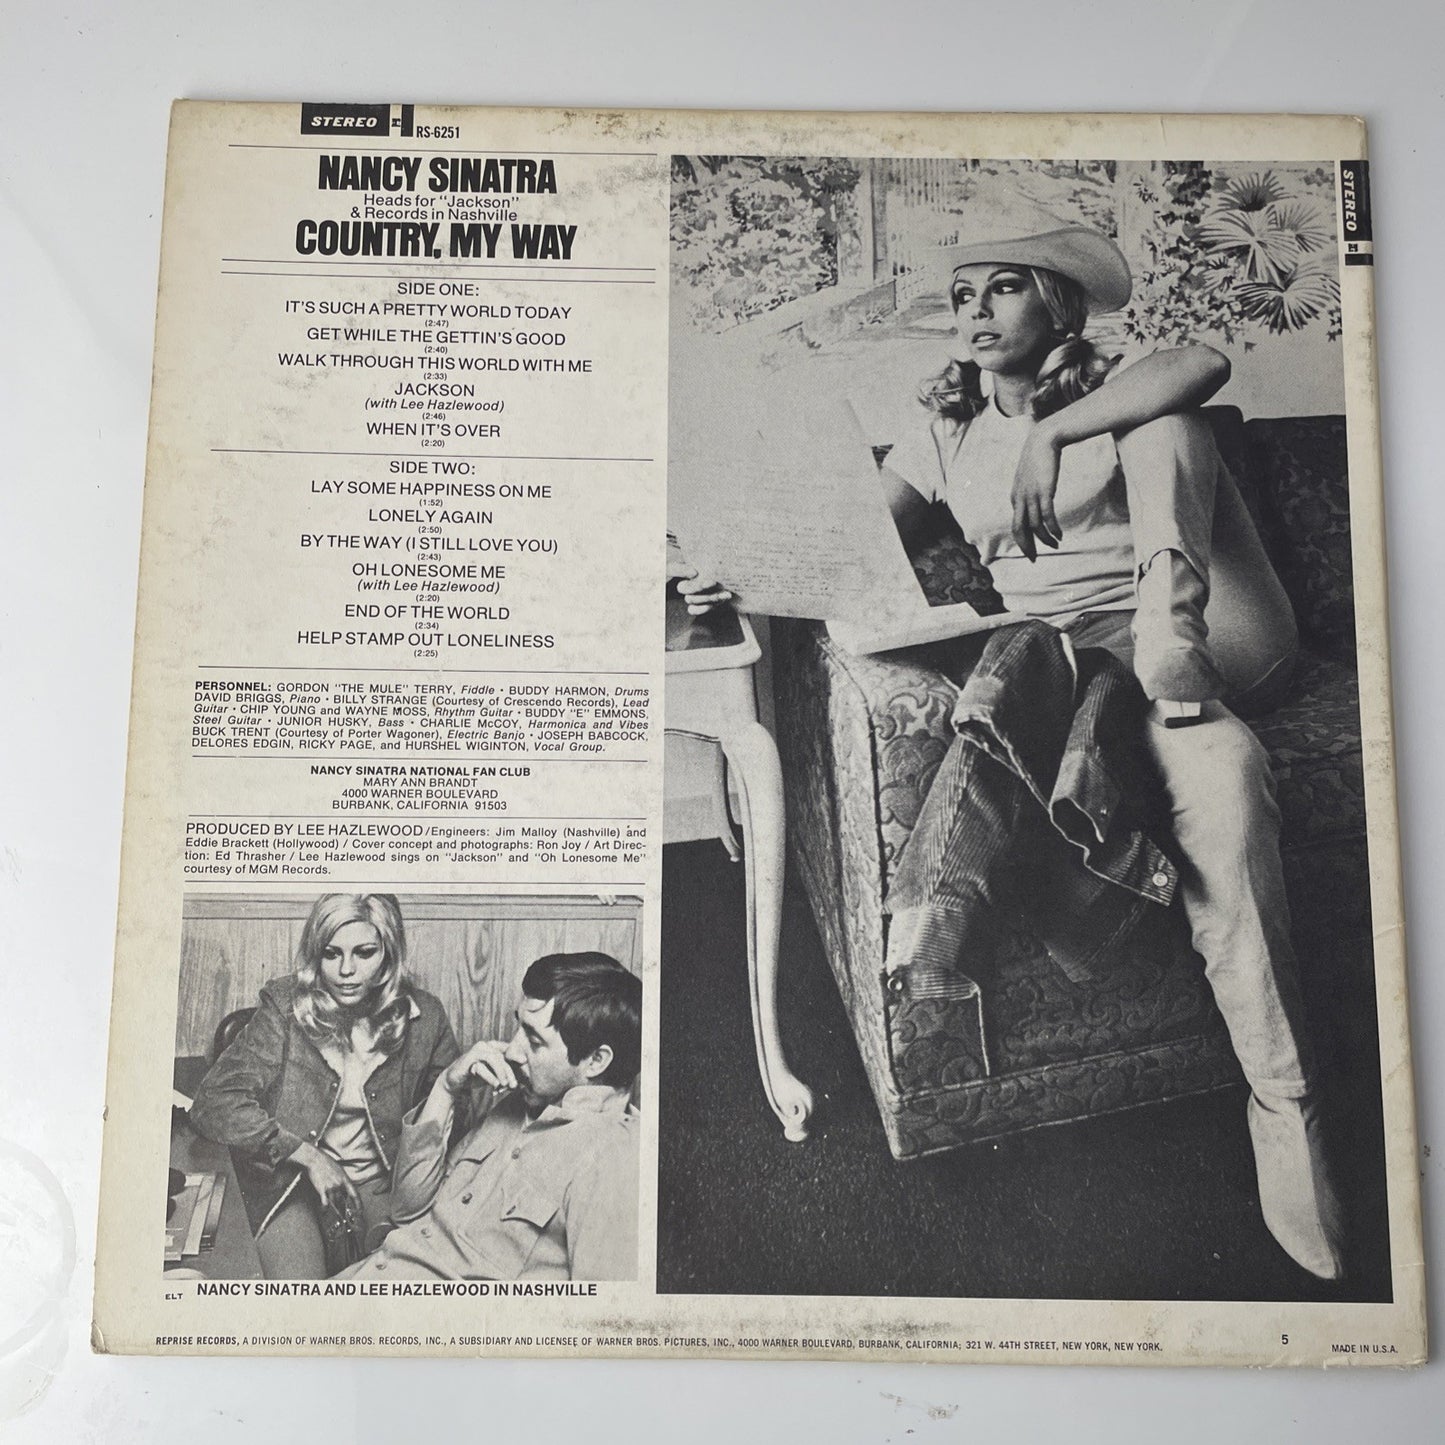 STEREO RS-6251
NANCY SINATRA
Heads for "Jackson"
& Records in Nashville
COUNTRY, MY WAY
SIDE ONE:
IT'S SUCH A PRETTY WORLD TODAY
(2:47)
GET WHILE THE GETTIN'S GOOD
(2:40)
WALK THROUGH THIS WORLD WITH ME
(2:33)
JACKSON
(with Lee Hazlewood)
(2:46)
WHEN IT'S OVER
(2:20)
SIDE TWO:
LAY SOME HAPPINESS ON ME
(1:52)
LONELY AGAIN
(2:50)
BY THE WAY (I STILL LOVE YOU)
(2:43)
OH LONESOME ME
(with Lee Hazlewood)
(2:20)
END OF THE WORLD
(2:34)
HELP STAMP OUT LONELINESS
(2:25)
PERSONNEL: GORDON "THE MULE" TERRY, Fiddle • BUDDY HARMON, Drums
DAVID BRIGGS, Piano • BILLY STRANGE (Courtesy of Crescendo Records), Lead
Guitar • CHIP YOUNG and WAYNE MOSS, Rhythm Guitar • BUDDY "E" EMMONS,
Steel Guitar • JUNIOR HUSKY, Bass • CHARLIE McCOY, Harmonica and Vibes
BUCK TRENT (Courtesy of Porter Wagoner), Electric Banjo • JOSEPH BABCOCK,
DELORES EDGIN, RICKY PAGE, and HURSHEL WIGINTON, Vocal Group.
NANCY SINATRA NATIONAL FAN CLUB
MARY ANN BRANDT
4000 WARNER BOULEVARD
BURBANK, CALIFORNIA 91503
PRODUCED BY LEE HAZLEWOOD/Engineers: Jim Malloy (Nashville) and
Eddie Brackett (Hollywood) / Cover concept and photographs: Ron Joy / Art Direc-
tion: Ed Thrasher / Lee Hazlewood sings on "Jackson" and "Oh Lonesome Me"
courtesy of MGM Records.
ELT NANCY SINATRA AND LEE HAZLEWOOD IN NASHVILLE
STEREO
REPRISE RECORDS, A DIVISION OF WARNER BROS. RECORDS, INC., A SUBSIDIARY AND LICENSEE OF WARNER BROS. PICTURES, INC., 4000 WARNER BOULEVARD, BURBANK, CALIFORNIA; 321 W. 44TH STREET, NEW YORK, NEW YORK. 5 MADE IN U.S.A.